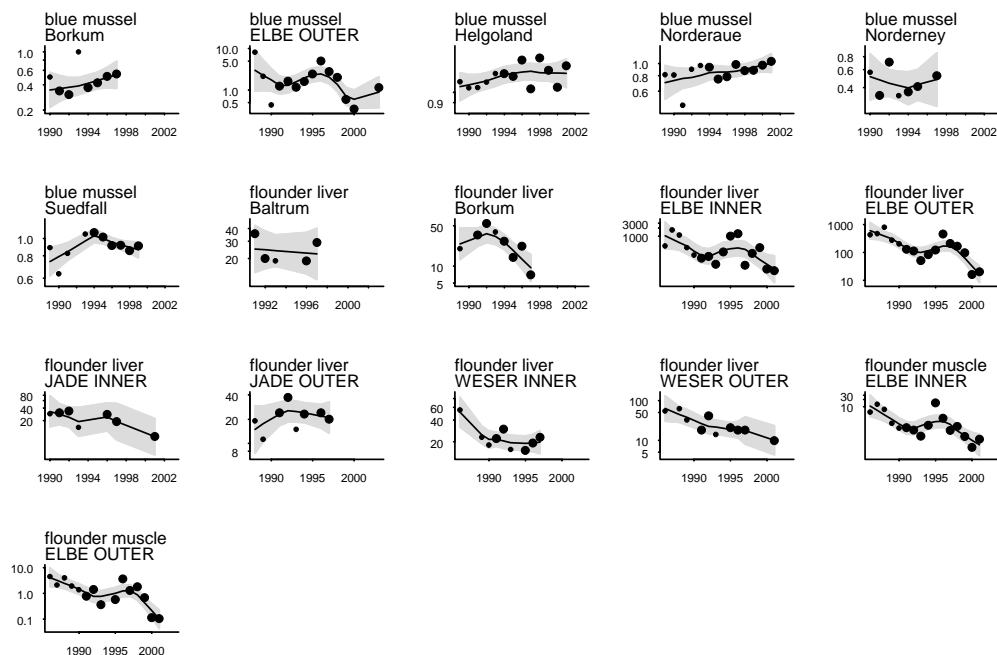 blue mussel
Borkum
1.0
0.6
0.4
0.2
1990 1994 1998 2002
blue mussel
ELBE OUTER
10.0
5.0
1.0
0.5
1990 1995 2000
blue mussel
Helgoland
0.9
1990 1994 1998 2002
blue mussel
Norderaue
1.0
0.8
0.6
1990 1994 1998 2002
blue mussel
Norderney
0.8
0.6
0.4
1990 1994 1998 2002
blue mussel
Suedfall
1.0
0.8
0.6
1990 1994 1998 2002
flounder liver
Baltrum
40
30
20
1992 1996 2000
flounder liver
Borkum
50
10
5
1990 1995 2000
flounder liver
ELBE INNER
3000
1000
1990 1995 2000
flounder liver
ELBE OUTER
1000
100
10
1990 1995 2000
flounder liver
JADE INNER
80
40
20
1990 1994 1998 2002
flounder liver
JADE OUTER
40
20
8
1990 1995 2000
flounder liver
WESER INNER
60
40
20
1990 1995 2000
flounder liver
WESER OUTER
100
50
10
5
1990 1995 2000
flounder muscle
ELBE INNER
30
10
1990 1995 2000
flounder muscle
ELBE OUTER
10.0
1.0
0.1
1990 1995 2000